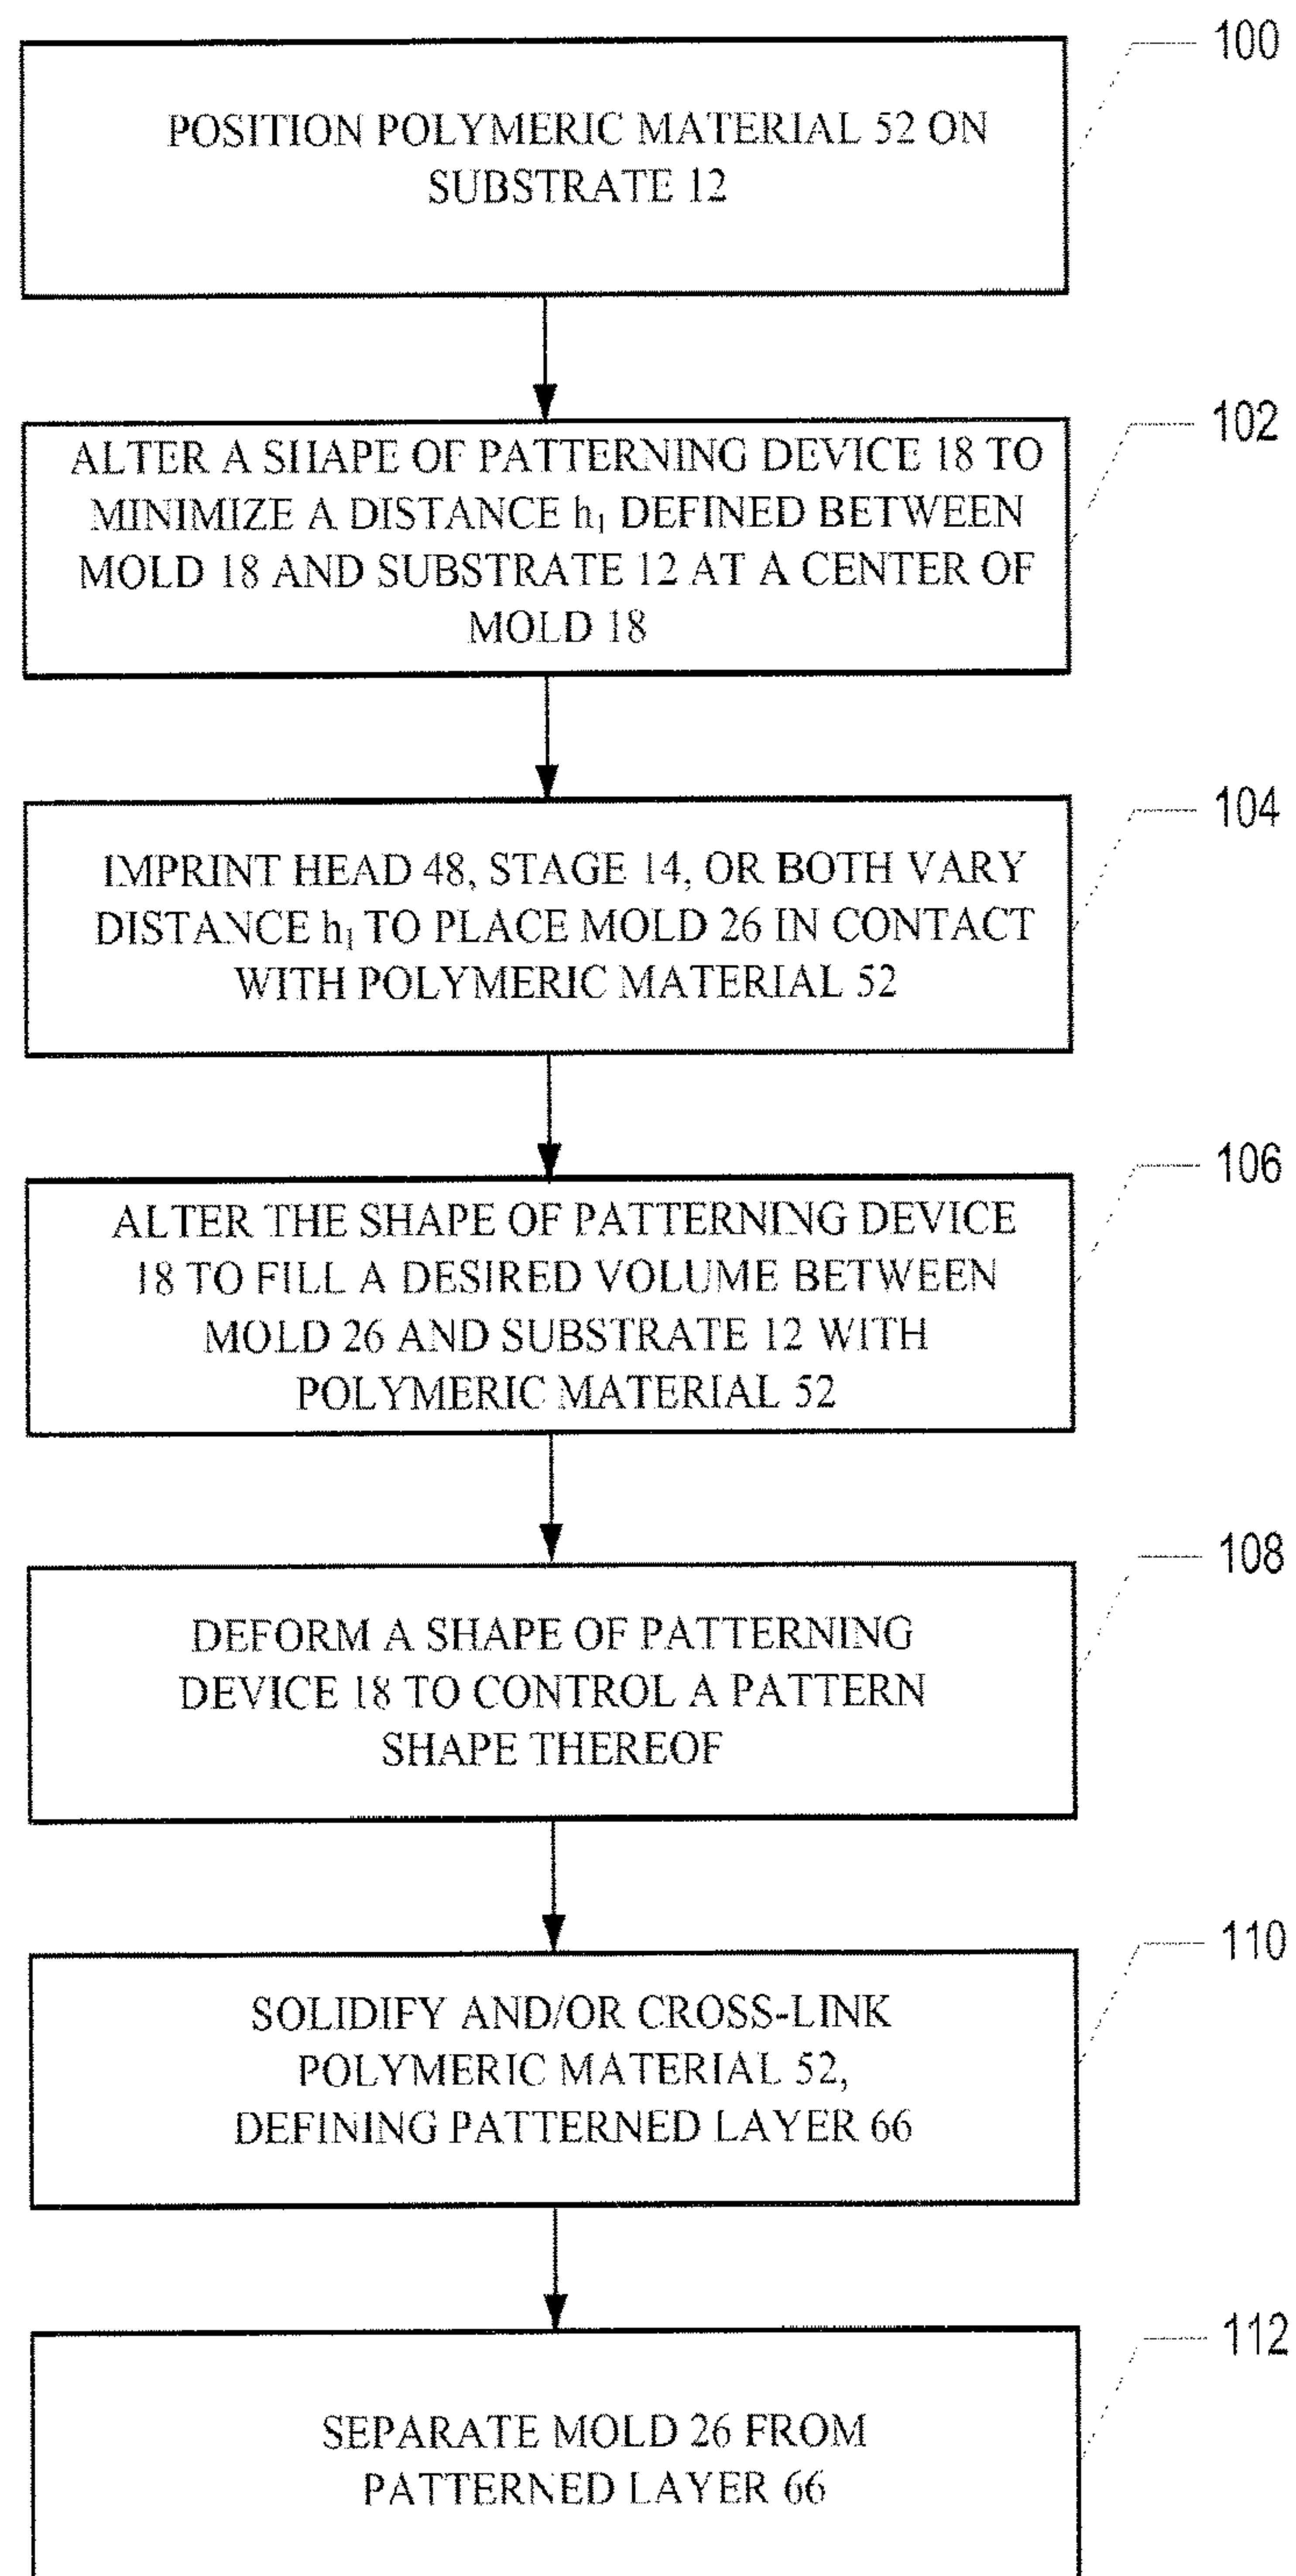 100
POSITION POLYMERIC MATERIAL 52 ON
SUBSTRATE 12
102
ALTER A SHAPE OF PATTERNING DEVICE 18 TO
MINIMIZE A DISTANCE h₁ DEFINED BETWEEN
MOLD 18 AND SUBSTRATE 12 AT A CENTER OF
MOLD 18
104
IMPRINT HEAD 48, STAGE 14, OR BOTH VARY
DISTANCE h₁ TO PLACE MOLD 26 IN CONTACT
WITH POLYMERIC MATERIAL 52
106
ALTER THE SHAPE OF PATTERNING DEVICE
18 TO FILL A DESIRED VOLUME BETWEEN
MOLD 26 AND SUBSTRATE 12 WITH
POLYMERIC MATERIAL 52
108
DEFORM A SHAPE OF PATTERNING
DEVICE 18 TO CONTROL A PATTERN
SHAPE THEREOF
110
SOLIDIFY AND/OR CROSS-LINK
POLYMERIC MATERIAL 52,
DEFINING PATTERNED LAYER 66
112
SEPARATE MOLD 26 FROM
PATTERNED LAYER 66